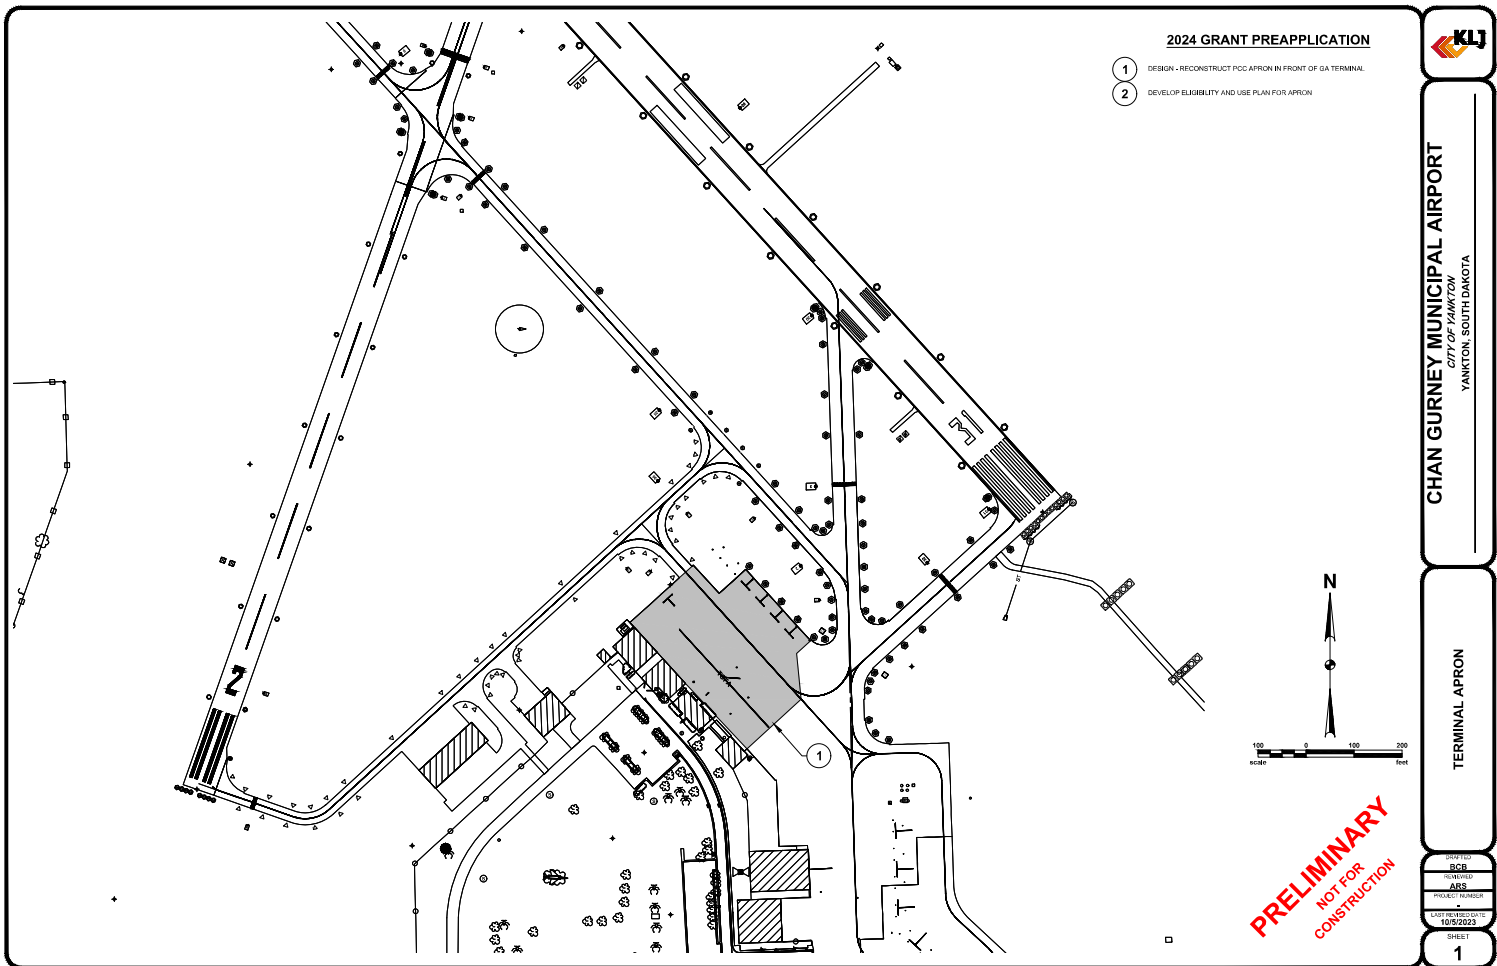 2024 GRANT PREAPPLICATION
1 DESIGN - RECONSTRUCT PCC APRON IN FRONT OF GA TERMINAL
2 DEVELOP ELIGIBILITY AND USE PLAN FOR APRON
KLJ
CHAN GURNEY MUNICIPAL AIRPORT
CITY OF YANKTON
YANKTON, SOUTH DAKOTA
TERMINAL APRON
DRAFTED
BCB
REVIEWED
ARS
PROJECT NUMBER
-
LAST REVISED DATE
10/5/2023
SHEET
1
N
100 0 100 200
scale feet
PRELIMINARY
NOT FOR
CONSTRUCTION
31
2
1